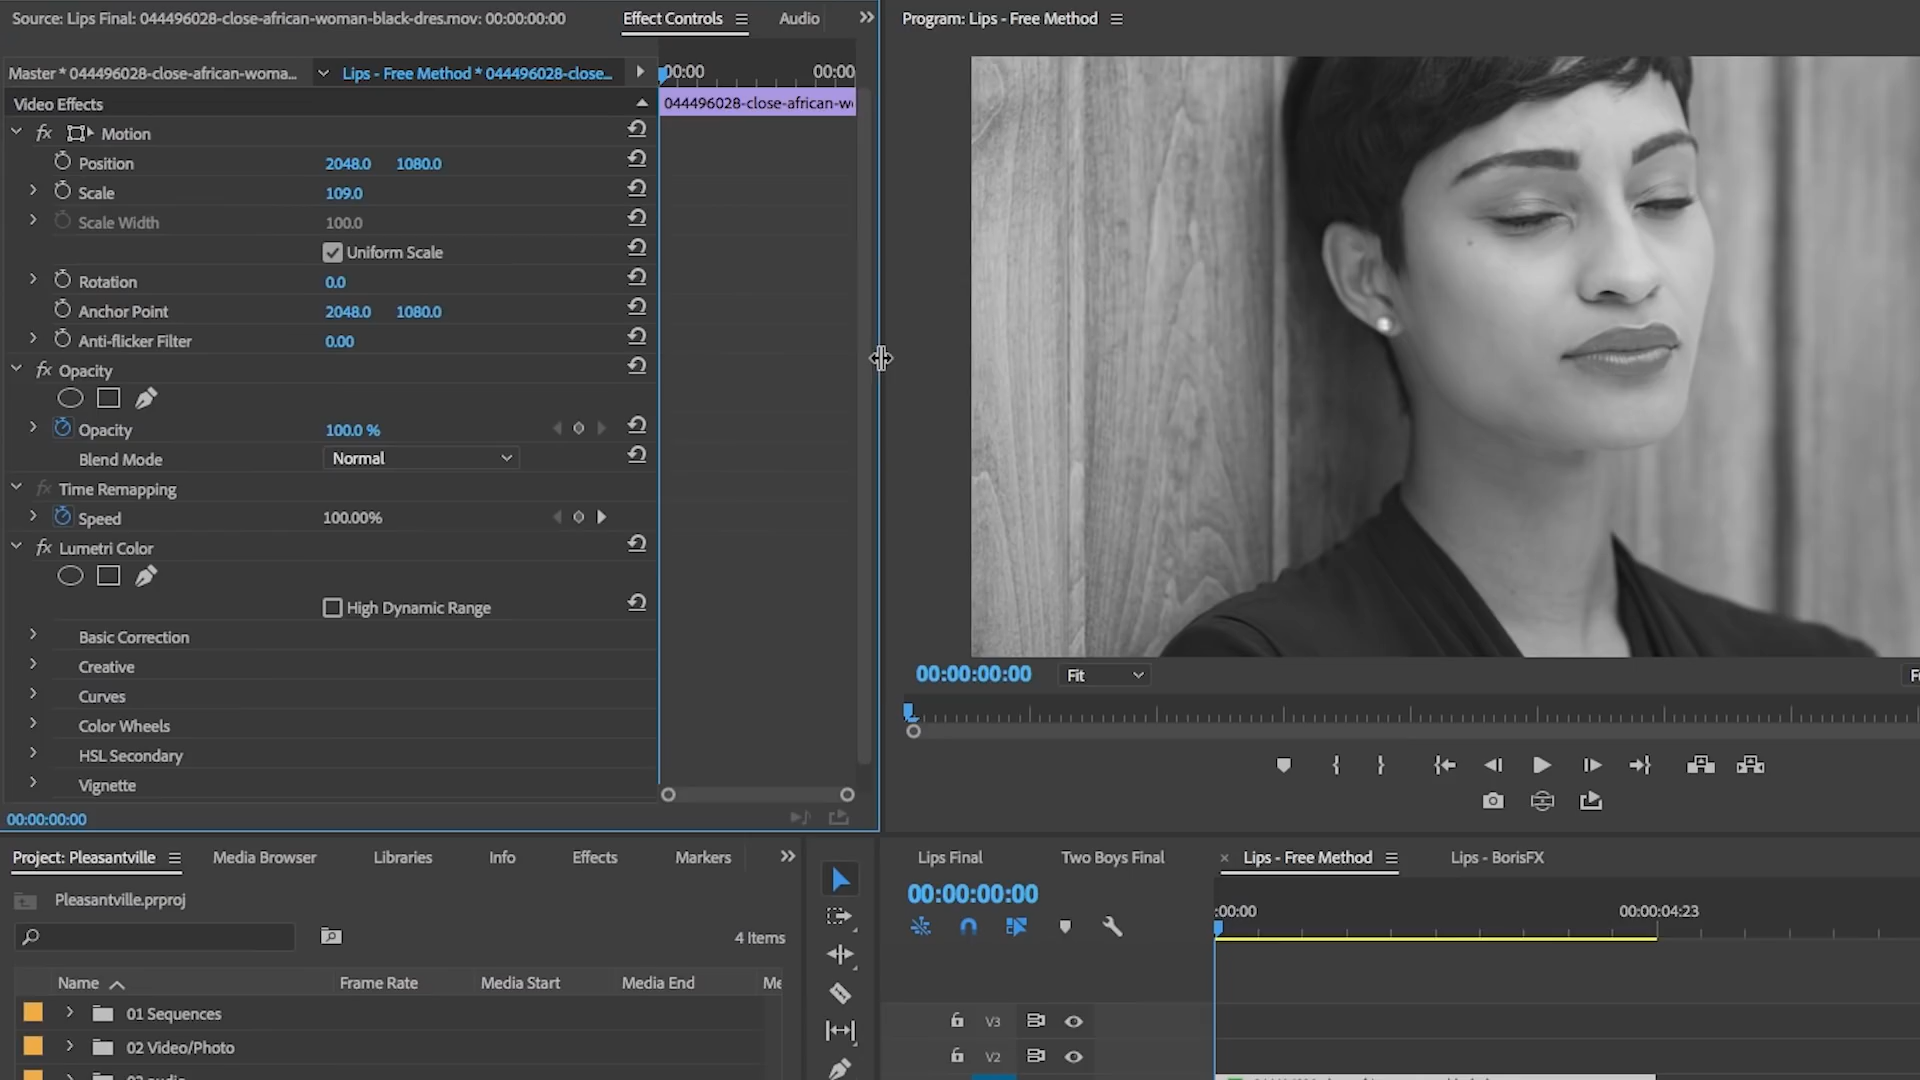 Source: Lips Final: 044496028-close-african-woman-black-dres.mov: 00:00:00:00
Effect Controls
Audio
Master * 044496028-close-african-woma...
Lips - Free Method * 044496028-close...
:00:00
00:00
Video Effects
044496028-close-african-w
fx Motion
Position 2048.0 1080.0
Scale 109.0
Scale Width 100.0
Uniform Scale
Rotation 0.0
Anchor Point 2048.0 1080.0
Anti-flicker Filter 0.00
fx Opacity
Opacity 100.0 %
Blend Mode Normal
fx Time Remapping
Speed 100.00%
fx Lumetri Color
High Dynamic Range
Basic Correction
Creative
Curves
Color Wheels
HSL Secondary
Vignette
00:00:00:00
Program: Lips - Free Method
00:00:00:00
Fit
Project: Pleasantville
Media Browser
Libraries
Info
Effects
Markers
Pleasantville.prproj
4 Items
Name
Frame Rate
Media Start
Media End
Me
01 Sequences
02 Video/Photo
Lips Final
Two Boys Final
× Lips - Free Method
Lips - BorisFX
00:00:00:00
:00:00
00:00:04:23
V3
V2